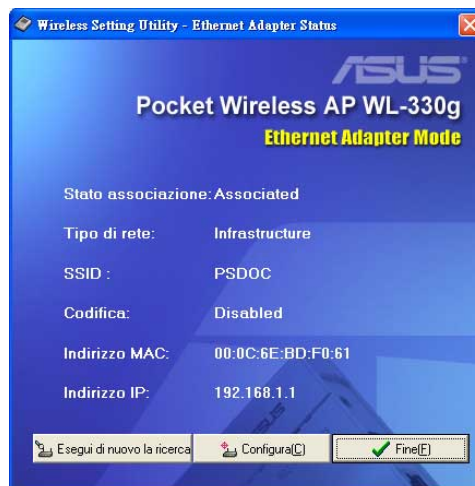 Wireless Setting Utility - Ethernet Adapter Status
ASUS
Pocket Wireless AP WL-330g
Ethernet Adapter Mode
Stato associazione: Associated
Tipo di rete: Infrastructure
SSID : PSDOC
Codifica: Disabled
Indirizzo MAC: 00:0C:6E:BD:F0:61
Indirizzo IP: 192.168.1.1
Esegui di nuovo la ricerca Configura(C) Fine(F)